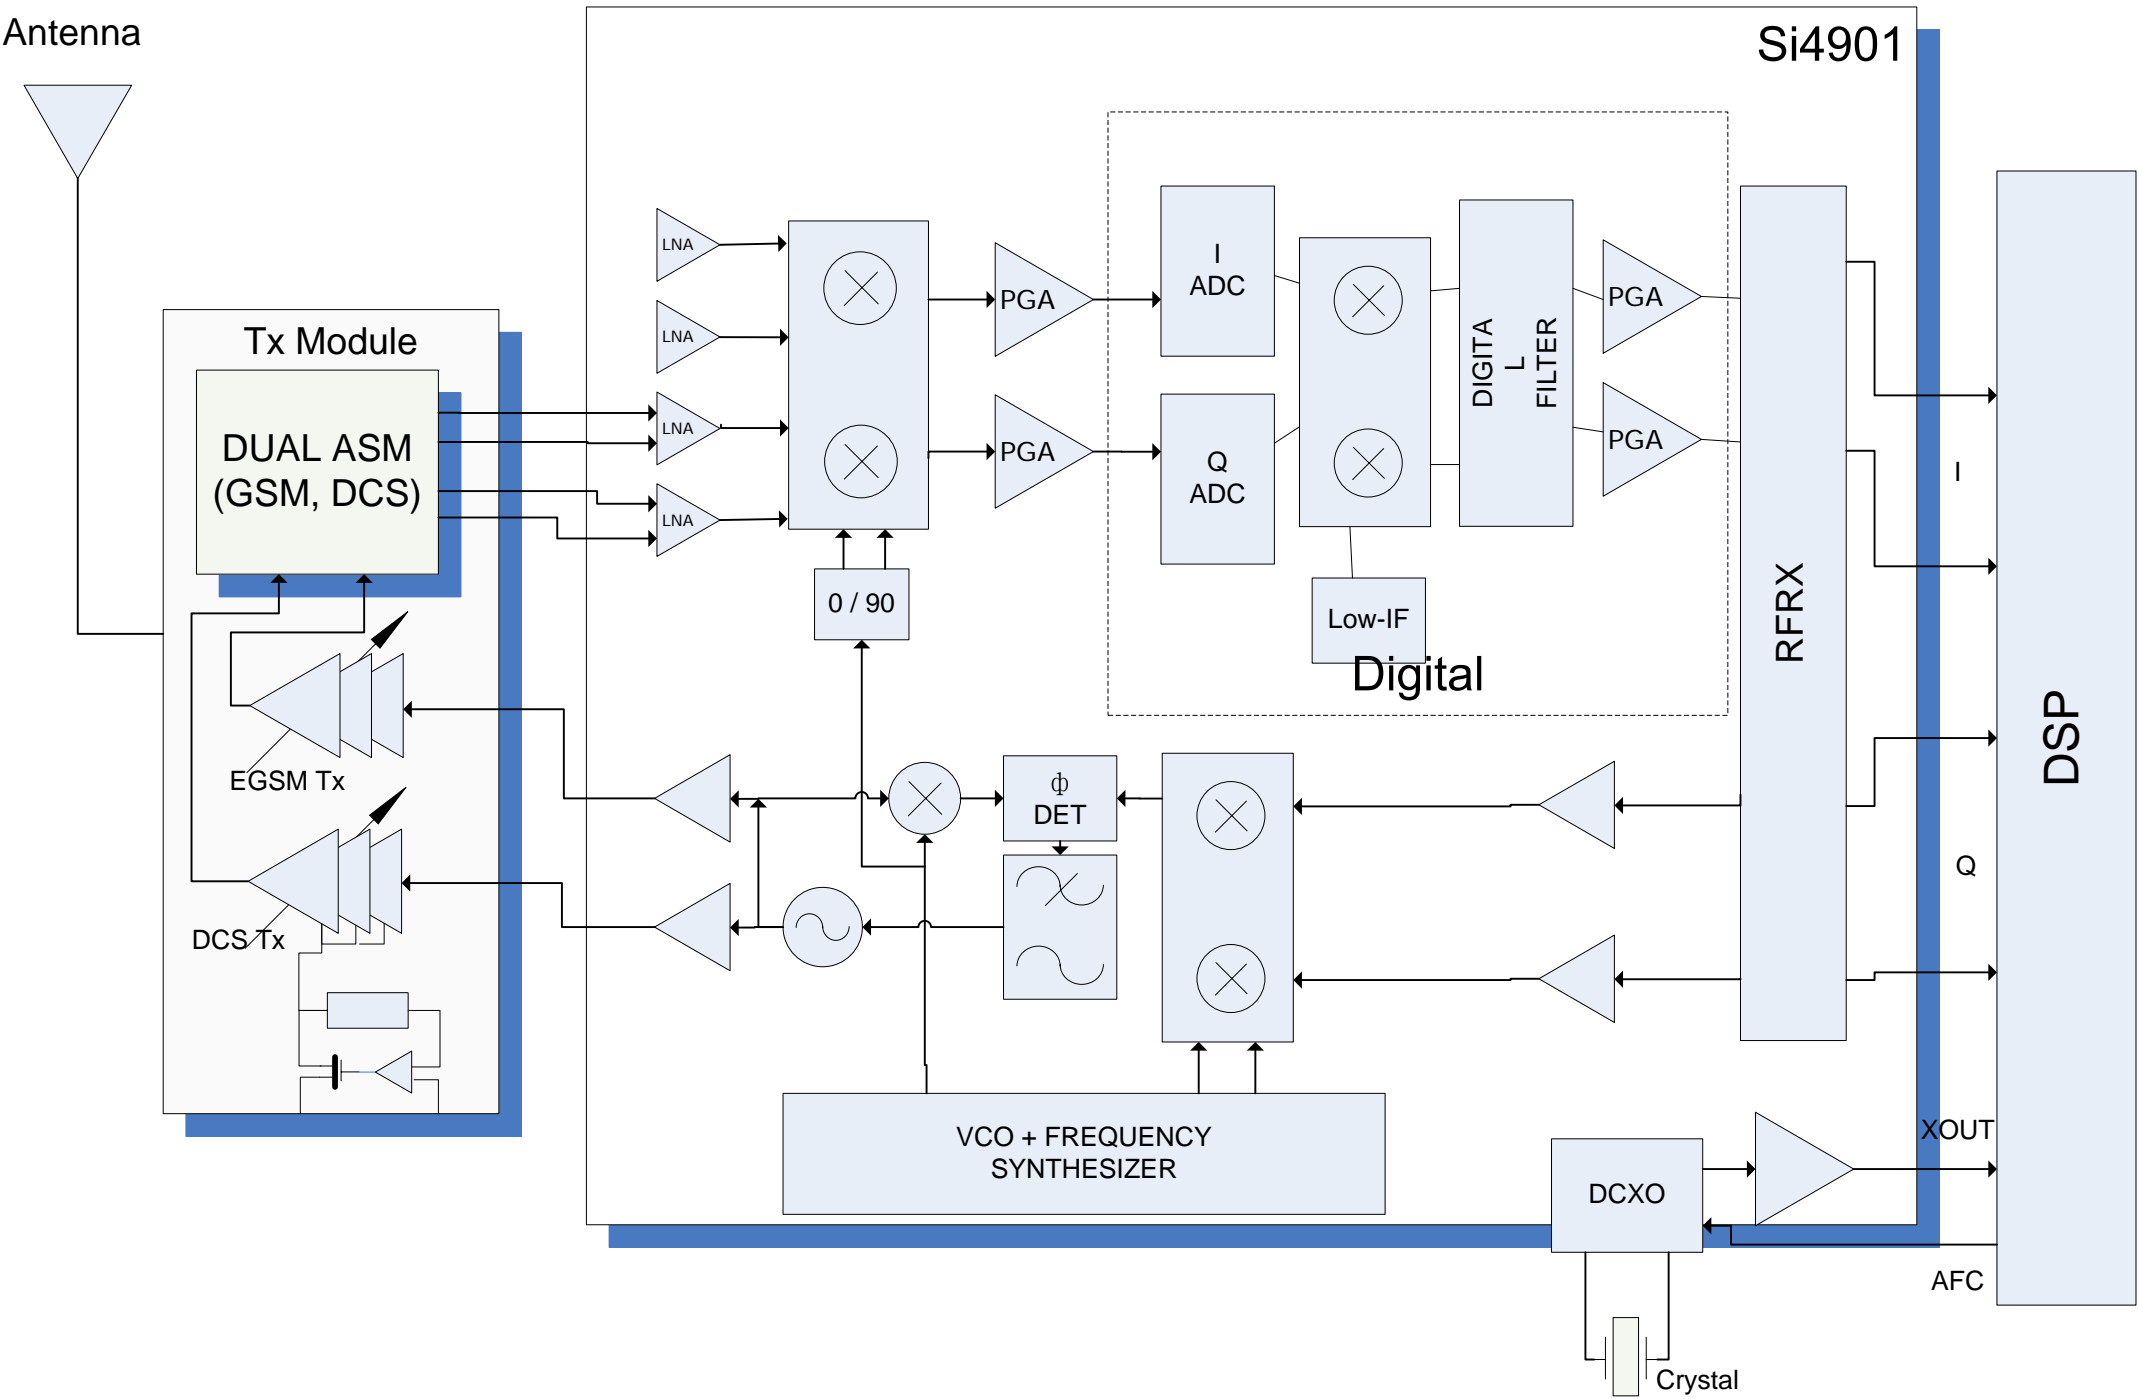 Antenna
Si4901
Tx Module
DUAL ASM
(GSM, DCS)
EGSM Tx
DCS Tx
LNA
LNA
LNA
LNA
0 / 90
PGA
PGA
I
ADC
Q
ADC
Low-IF
Digital
DIGITA
L
FILTER
PGA
PGA
RFRX
I
Q
DSP
ф
DET
VCO + FREQUENCY
SYNTHESIZER
DCXO
XOUT
AFC
Crystal